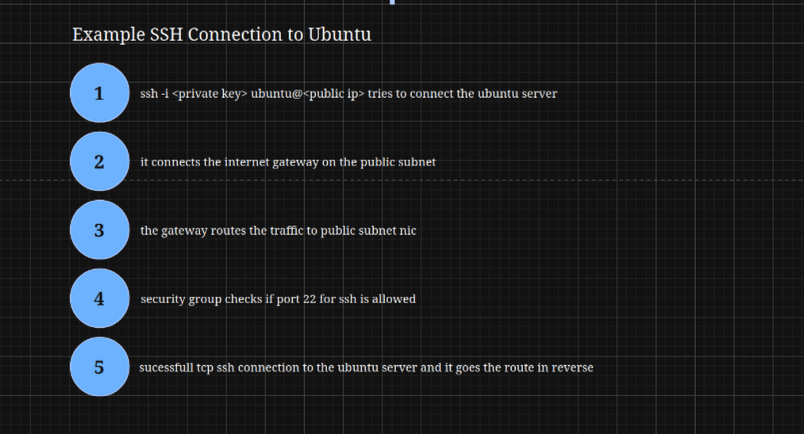 Example SSH Connection to Ubuntu
1 ssh -i <private key> ubuntu@<public ip> tries to connect the ubuntu server
2 it connects the internet gateway on the public subnet
3 the gateway routes the traffic to public subnet nic
4 security group checks if port 22 for ssh is allowed
5 sucessfull tcp ssh connection to the ubuntu server and it goes the route in reverse